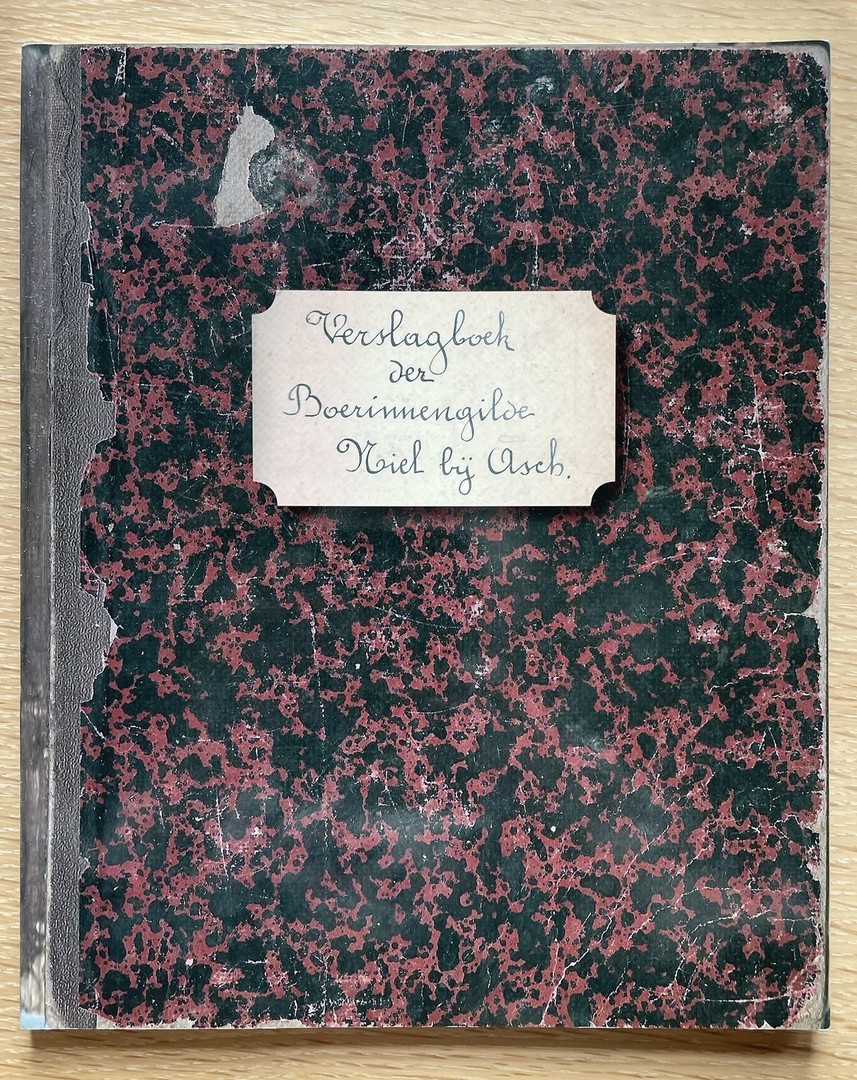 Verslagboek
der
Boerinnengilde
Niel bij Asch.